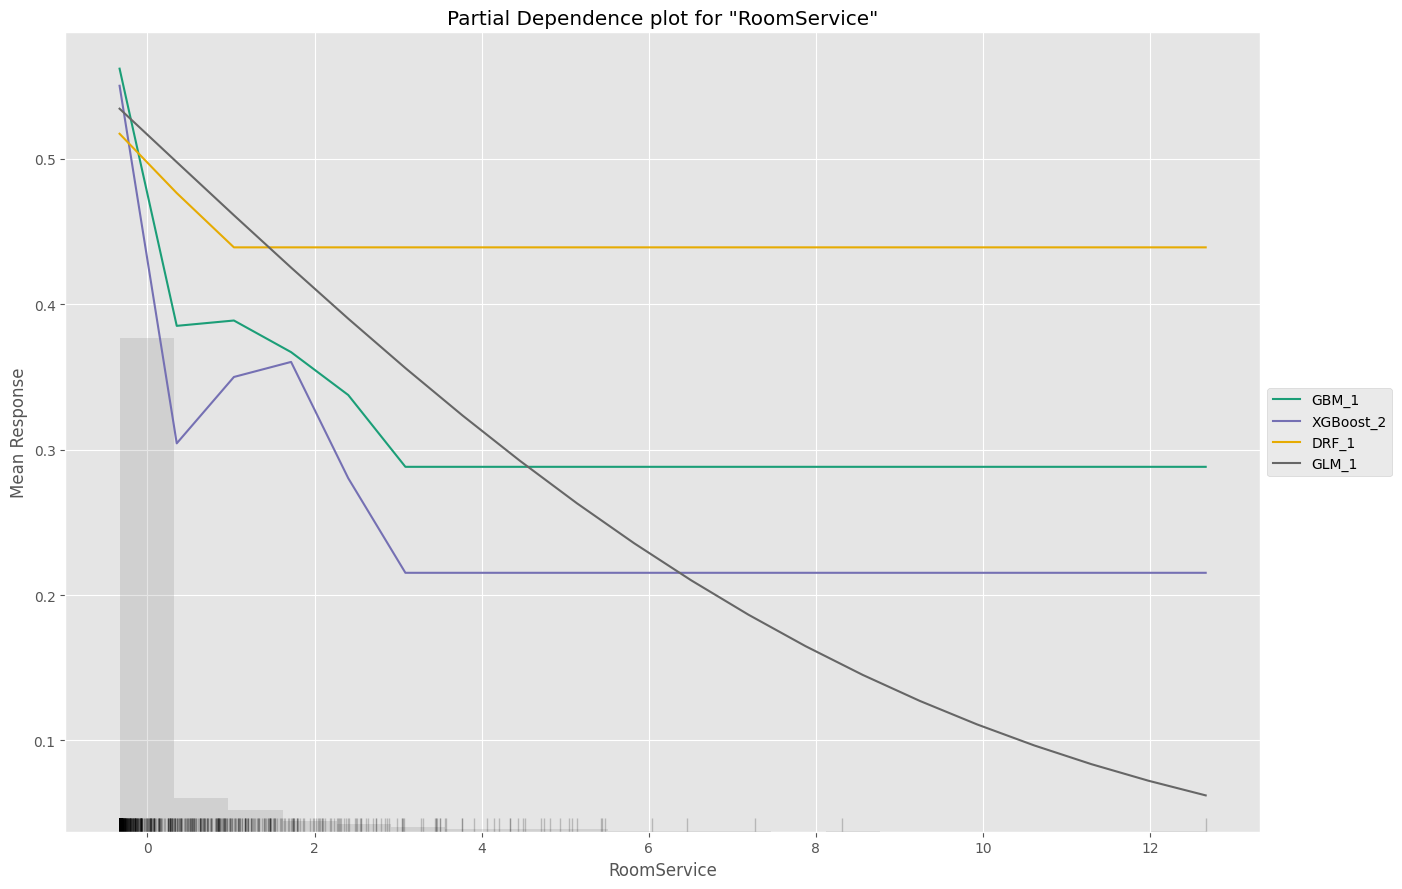 Partial Dependence plot for "RoomService"
Mean Response
0.5
0.4
0.3
0.2
0.1
0 2 4 6 8 10 12
RoomService
GBM_1
XGBoost_2
DRF_1
GLM_1